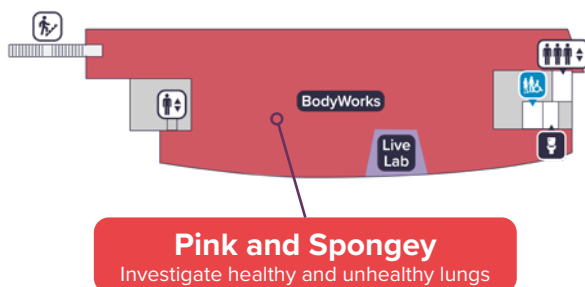 BodyWorks
Live
Lab
Pink and Spongey
Investigate healthy and unhealthy lungs